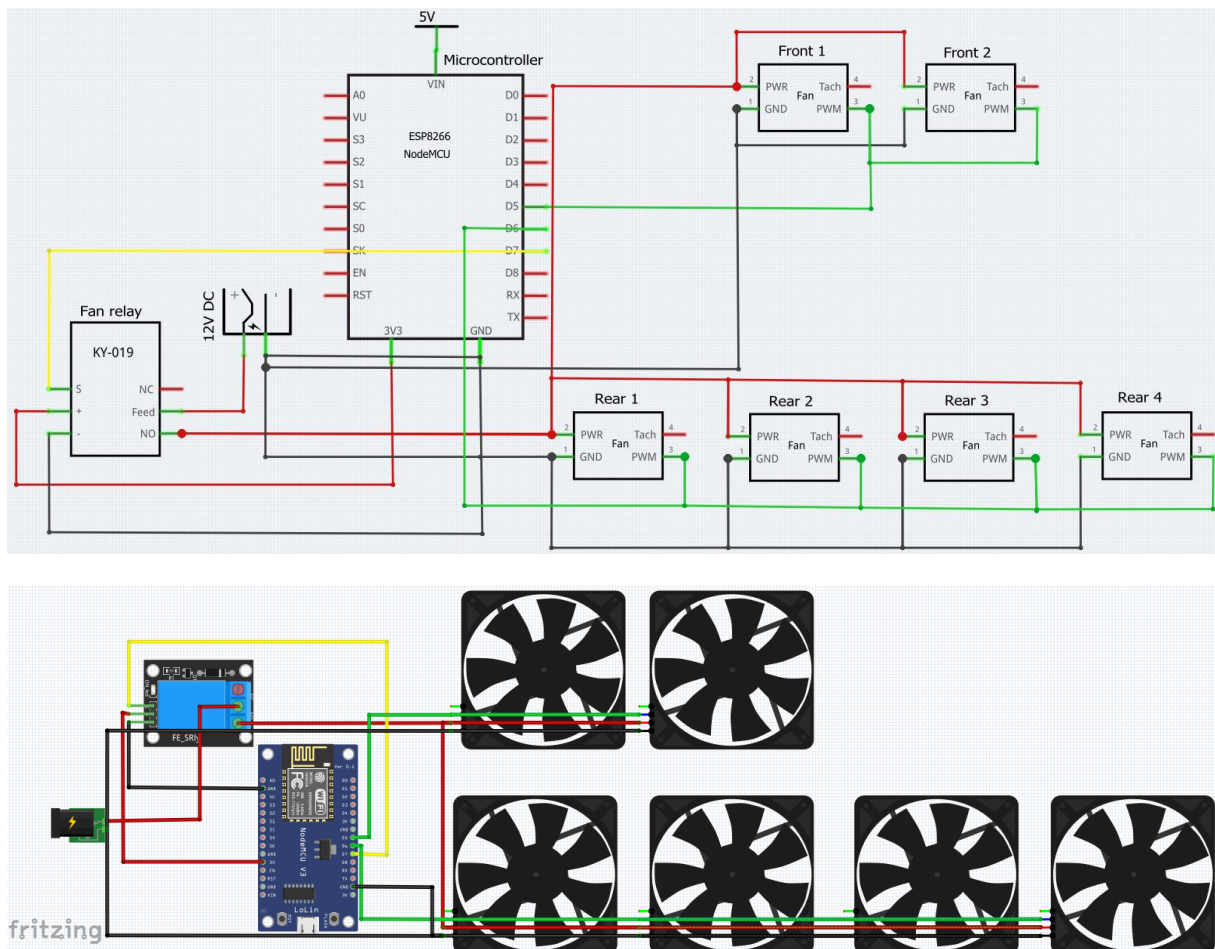 5V
Microcontroller
VIN
ESP8266
NodeMCU
A0
VU
S3
S2
S1
SC
S0
SK
EN
RST
D0
D1
D2
D3
D4
D5
D6
D7
D8
RX
TX
3V3
GND
Front 1
2 PWR Tach 4
Fan
1 GND PWM 3
Front 2
2 PWR Tach 4
Fan
1 GND PWM 3
12V DC
+ -
Fan relay
KY-019
S NC
+ Feed
- NO
Rear 1
2 PWR Tach 4
Fan
1 GND PWM 3
Rear 2
2 PWR Tach 4
Fan
1 GND PWM 3
Rear 3
2 PWR Tach 4
Fan
1 GND PWM 3
Rear 4
2 PWR Tach 4
Fan
1 GND PWM 3
NodeMCU V3
WiFi
FC
LoLin
fritzing